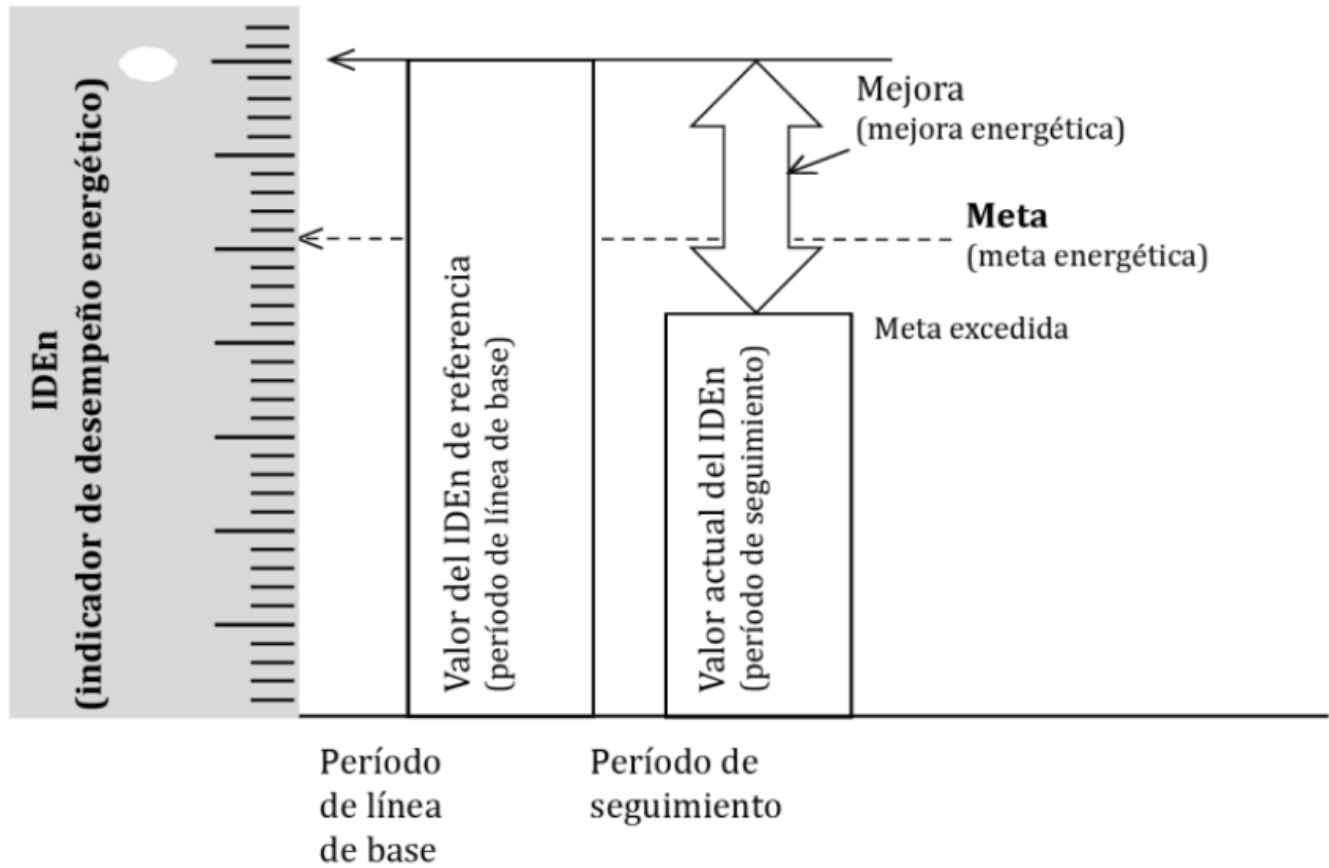 IDEn
(indicador de desempeño energético)
Valor del IDEn de referencia
(período de línea de base)
Valor actual del IDEn
(período de seguimiento)
Mejora
(mejora energética)
Meta
(meta energética)
Meta excedida
Período
de línea
de base
Período de
seguimiento